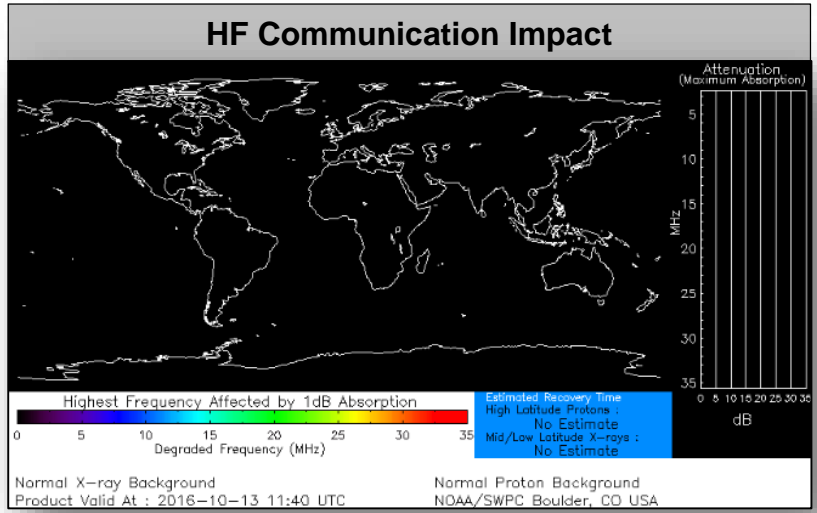 HF Communication Impact
Attenuation
(Maximum Absorption)
5
10
15
20
25
30
35
MHz
0 5 10 15 20 25 30 35
dB
Highest Frequency Affected by 1dB Absorption
0 5 10 15 20 25 30 35
Degraded Frequency (MHz)
Estimated Recovery Time
High Latitude Protons :
No Estimate
Mid/Low Latitude X-rays :
No Estimate
Normal X-ray Background
Normal Proton Background
Product Valid At : 2016-10-13 11:40 UTC
NOAA/SWPC Boulder, CO USA